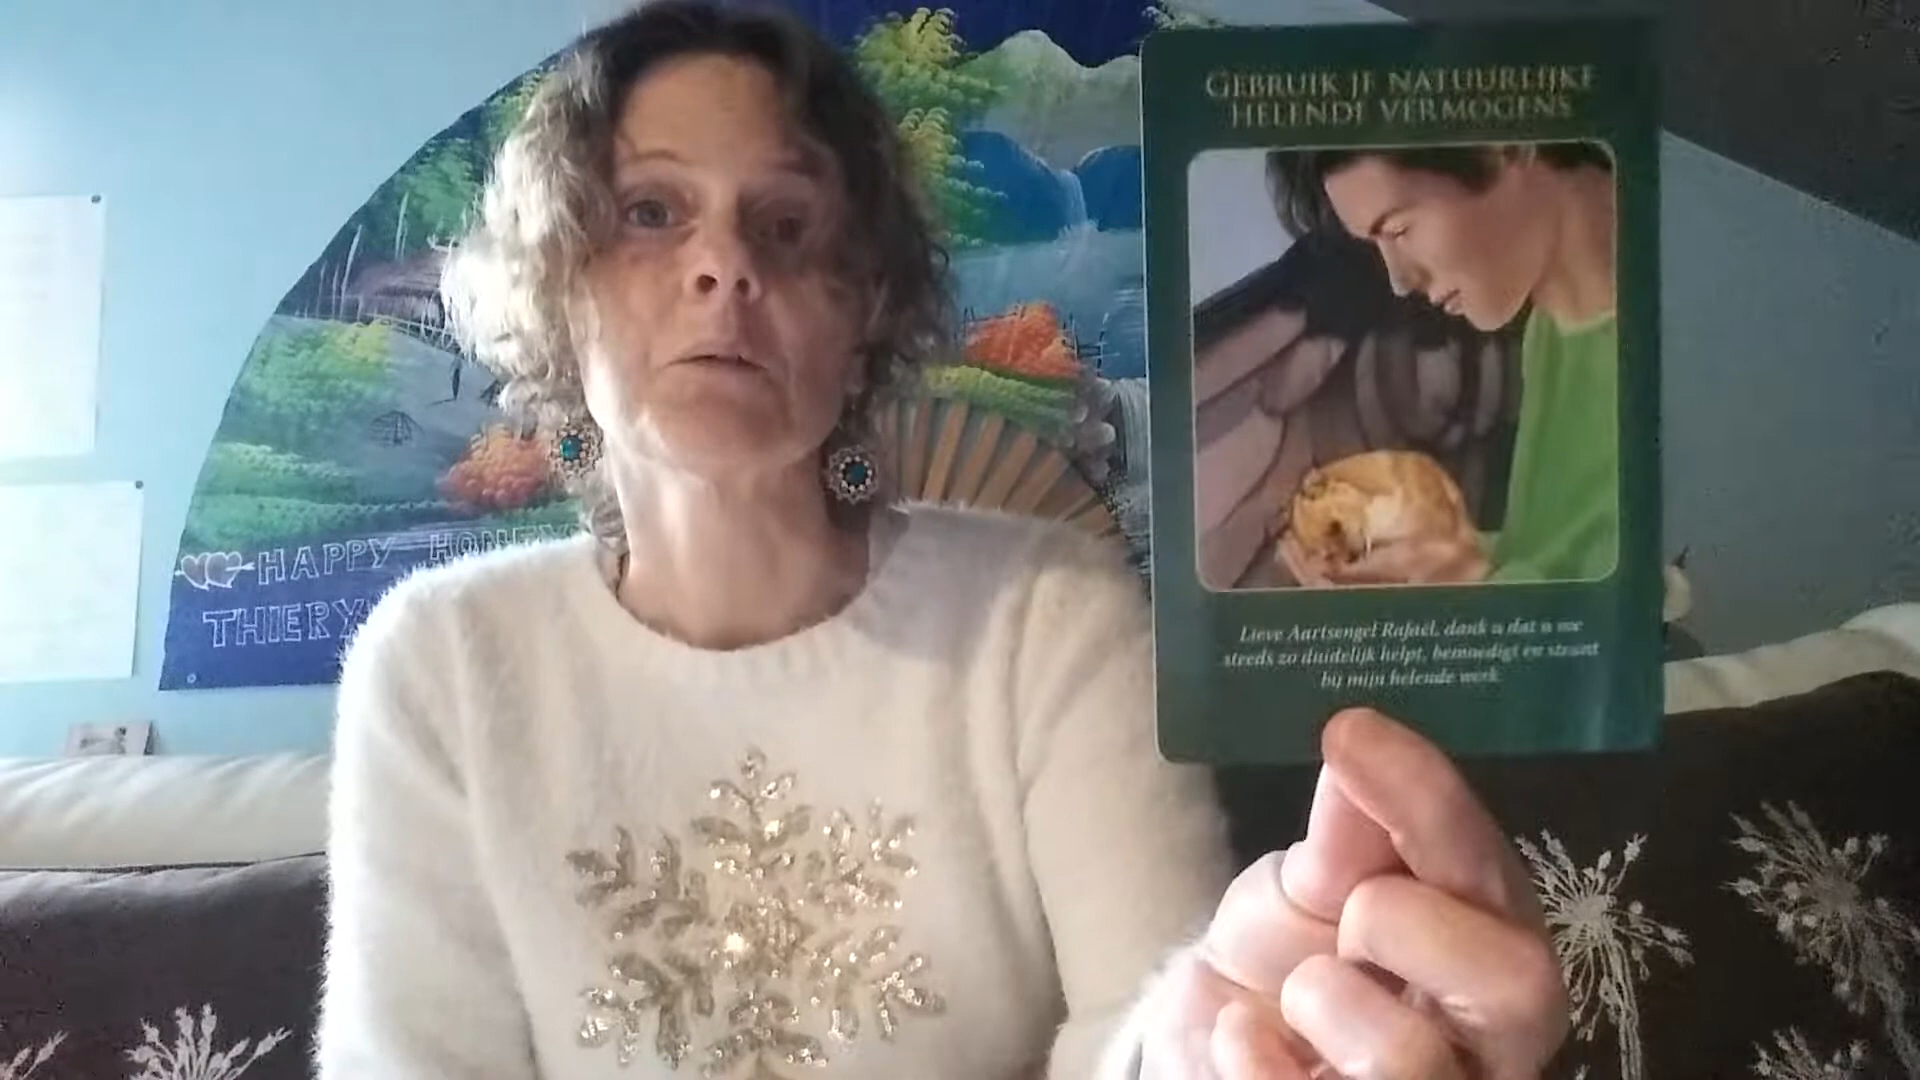 GEBRUIK JE NATUURLIJKE
HELENDE VERMOGENS
Lieve Aartsengel Rafaël, dank u dat u me
steeds zo duidelijk helpt, bemoedigt en steunt
bij mijn helende werk.
HAPPY HONEY
THIERY